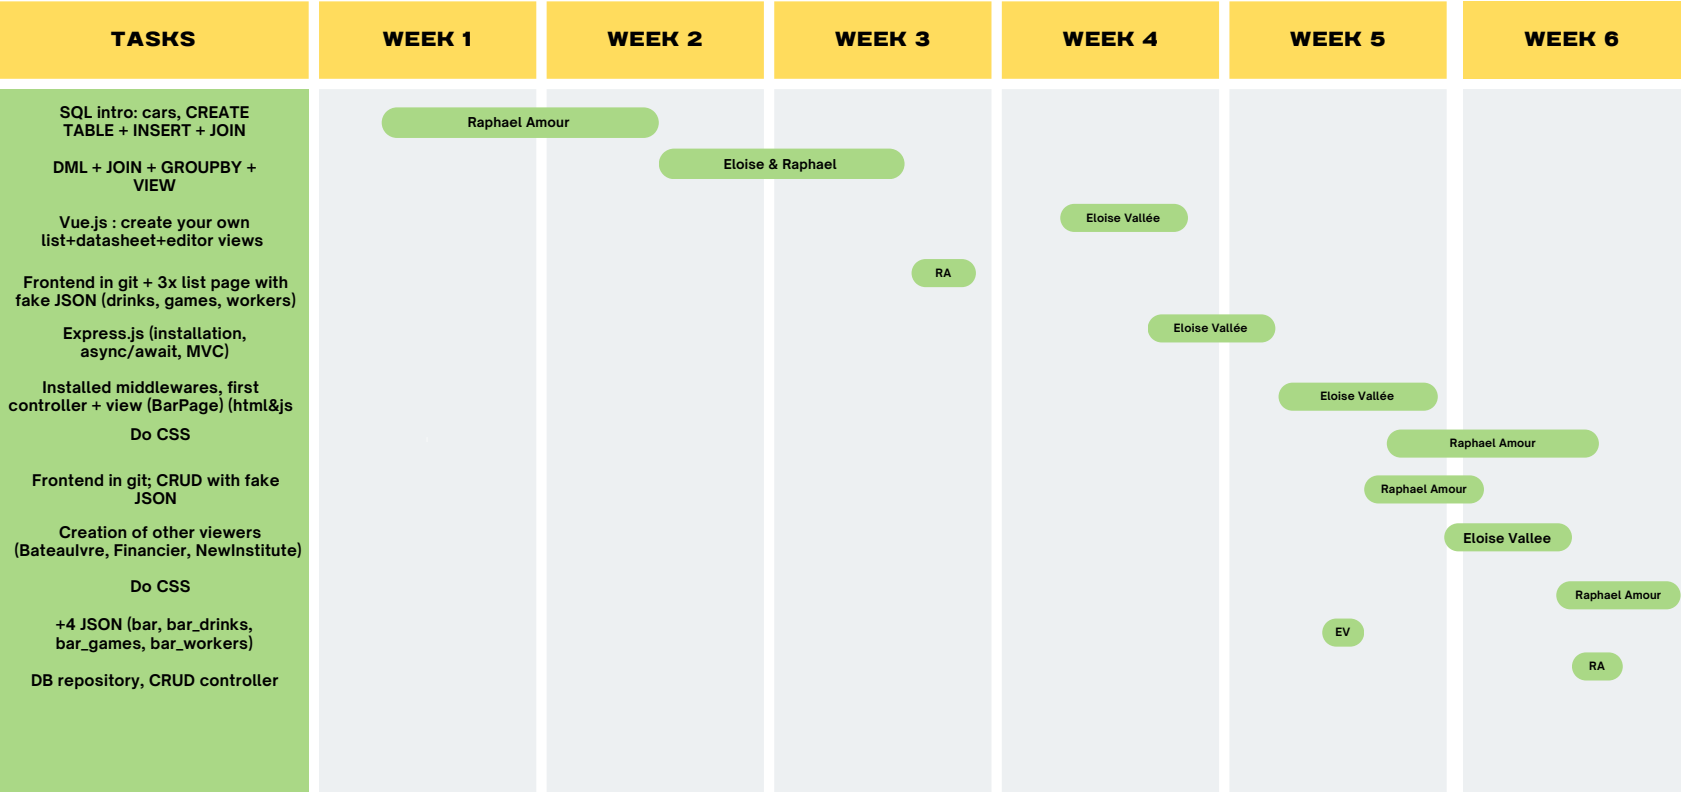 TASKS
WEEK 1
WEEK 2
WEEK 3
WEEK 4
WEEK 5
WEEK 6
SQL intro: cars, CREATE
TABLE + INSERT + JOIN
Raphael Amour
DML + JOIN + GROUPBY +
VIEW
Eloise & Raphael
Vue.js : create your own
list+datasheet+editor views
Eloise Vallée
Frontend in git + 3x list page with
fake JSON (drinks, games, workers)
RA
Express.js (installation,
async/await, MVC)
Eloise Vallée
Installed middlewares, first
controller + view (BarPage) (html&js
Eloise Vallée
Do CSS
Raphael Amour
Frontend in git; CRUD with fake
JSON
Raphael Amour
Creation of other viewers
(BateauIvre, Financier, NewInstitute)
Eloise Vallee
Do CSS
Raphael Amour
+4 JSON (bar, bar_drinks,
bar_games, bar_workers)
EV
DB repository, CRUD controller
RA